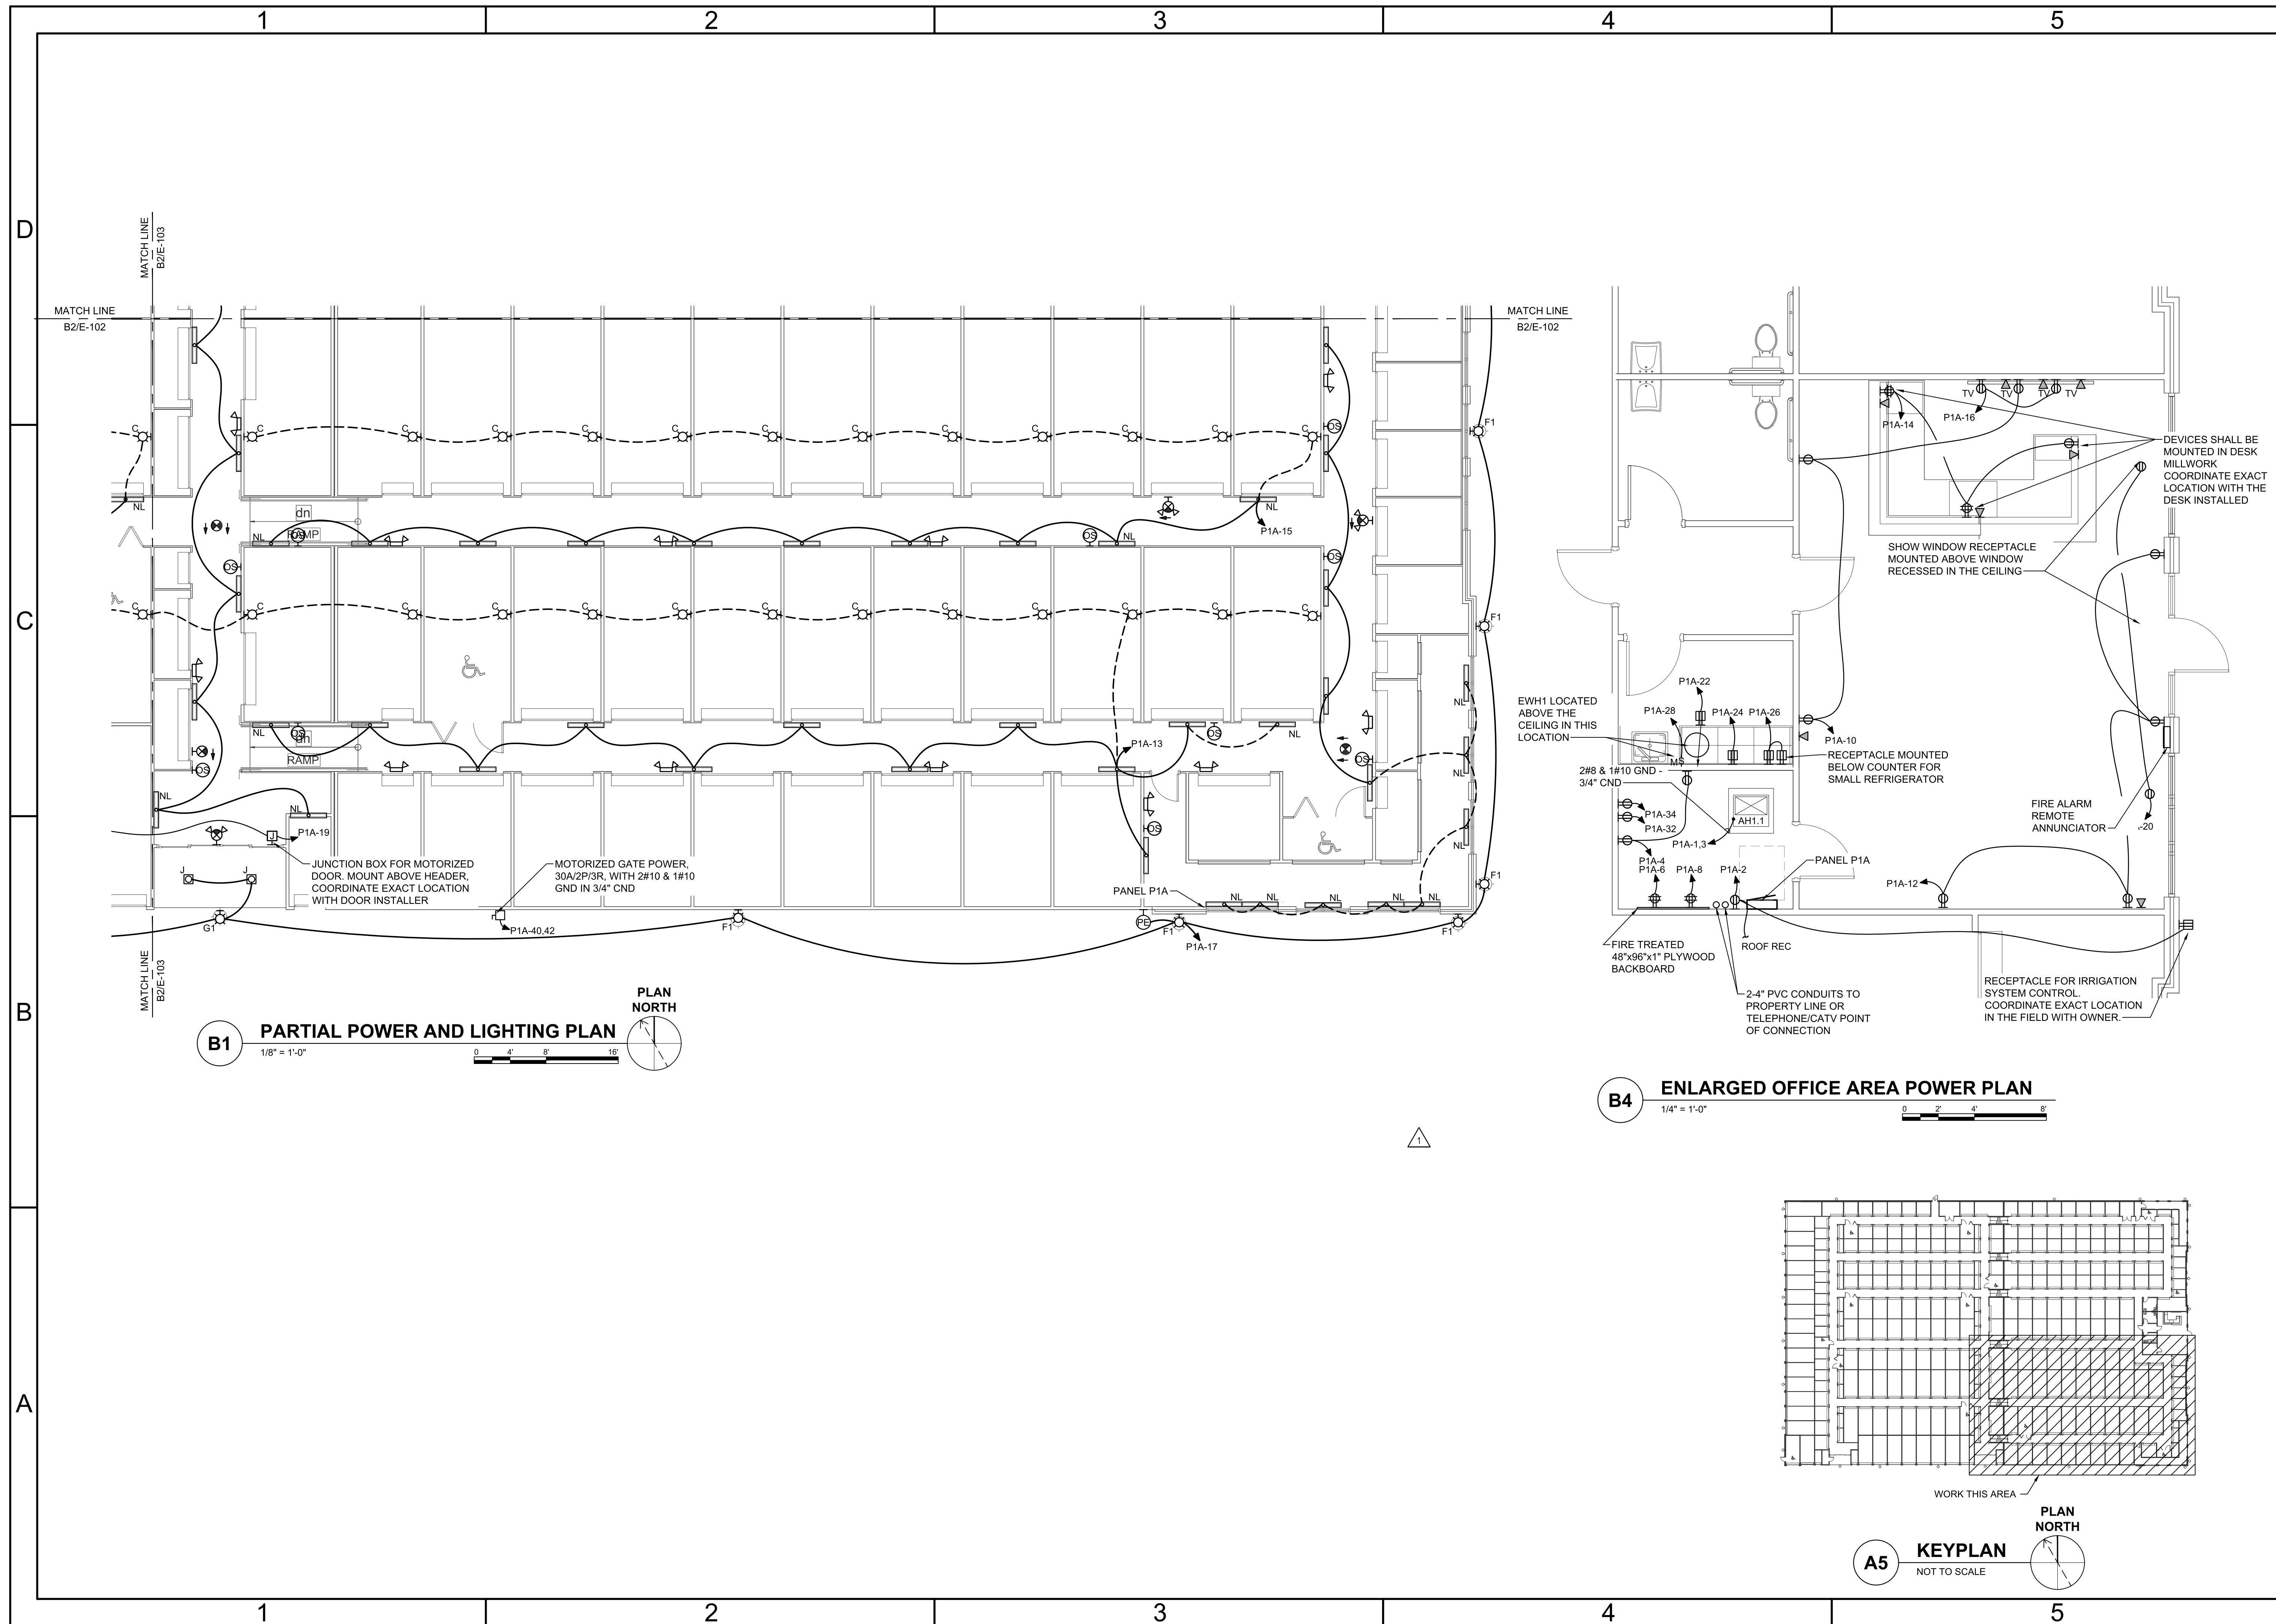 1
2
3
4
5
D
C
B
A
MATCH LINE
B2/E-103
MATCH LINE
B2/E-102
MATCH LINE
B2/E-102
C
C
C
C
C
C
C
C
C
C
C
C
C
OS
F1
NL
dn
RAMP
NL
OS
OS
NL
NL
P1A-15
OS
OS
C
C
C
C
C
C
C
C
C
C
C
C
C
F1
NL
OS
dn
RAMP
NL
OS
NL
OS
NL
P1A-13
OS
NL
NL
NL
J
P1A-19
OS
NL
JUNCTION BOX FOR MOTORIZED
DOOR. MOUNT ABOVE HEADER,
COORDINATE EXACT LOCATION
WITH DOOR INSTALLER
MOTORIZED GATE POWER,
30A/2P/3R, WITH 2#10 & 1#10
GND IN 3/4" CND
J
J
G1
P1A-40,42
F1
PANEL P1A
NL
NL
NL
NL
NL
F1
PE
F1
P1A-17
F1
MATCH LINE
B2/E-103
B1
PARTIAL POWER AND LIGHTING PLAN
1/8" = 1'-0"
0 4' 8' 16'
PLAN
NORTH
TV
TV
TV
TV
P1A-14
P1A-16
DEVICES SHALL BE
MOUNTED IN DESK
MILLWORK
COORDINATE EXACT
LOCATION WITH THE
DESK INSTALLED
SHOW WINDOW RECEPTACLE
MOUNTED ABOVE WINDOW
RECESSED IN THE CEILING
EWH1 LOCATED
ABOVE THE
CEILING IN THIS
LOCATION
P1A-22
P1A-28
P1A-24
P1A-26
MS
P1A-10
RECEPTACLE MOUNTED
BELOW COUNTER FOR
SMALL REFRIGERATOR
2#8 & 1#10 GND -
3/4" CND
P1A-34
P1A-32
AH1.1
P1A-1,3
FIRE ALARM
REMOTE
ANNUNCIATOR
-20
P1A-4
P1A-6
P1A-8
P1A-2
PANEL P1A
P1A-12
ROOF REC
FIRE TREATED
48"x96"x1" PLYWOOD
BACKBOARD
2-4" PVC CONDUITS TO
PROPERTY LINE OR
TELEPHONE/CATV POINT
OF CONNECTION
RECEPTACLE FOR IRRIGATION
SYSTEM CONTROL.
COORDINATE EXACT LOCATION
IN THE FIELD WITH OWNER.
B4
ENLARGED OFFICE AREA POWER PLAN
1/4" = 1'-0"
0 2' 4' 8'
1
WORK THIS AREA
A5
KEYPLAN
NOT TO SCALE
PLAN
NORTH
1
2
3
4
5